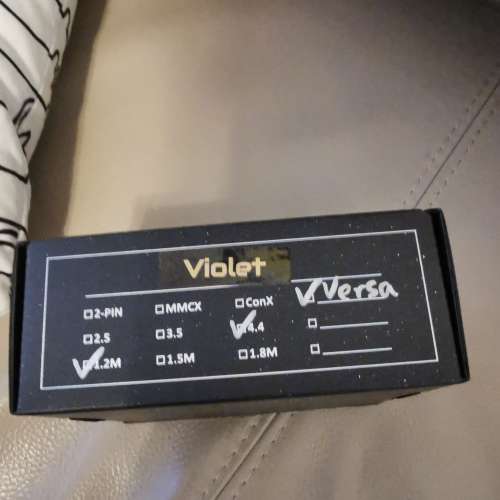 Violet
☐2-PIN ☐MMCX ☐ConX ☑Versa
☐2.5 ☐3.5 ☑4.4 ☐
☑1.2M ☐1.5M ☐1.8M ☐